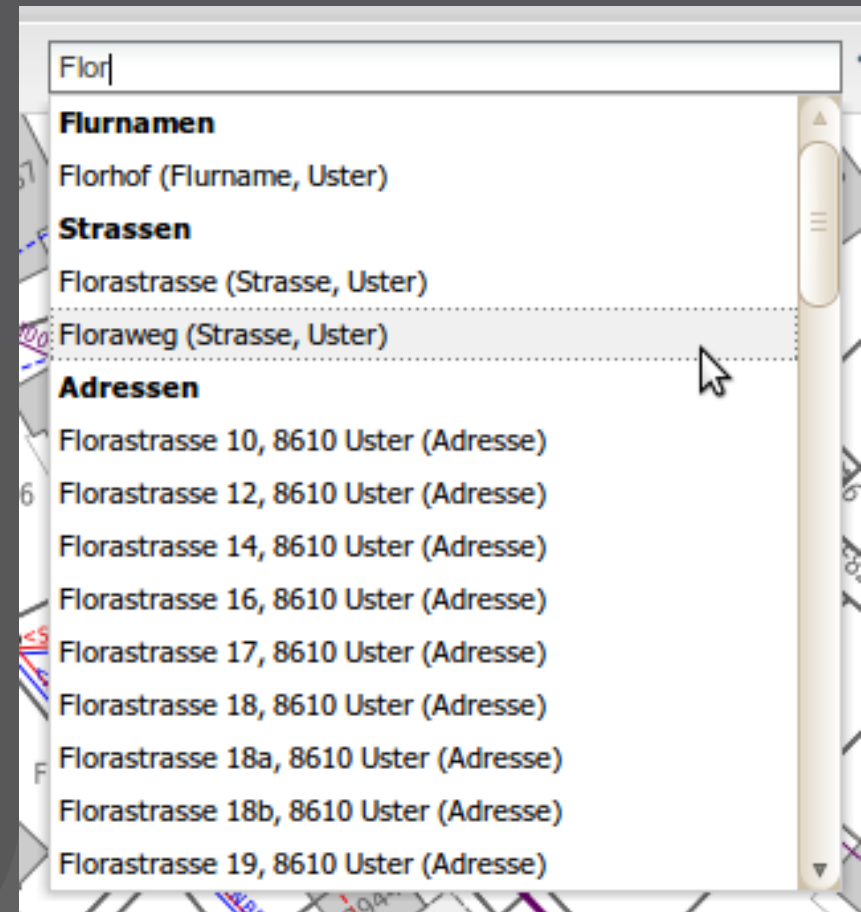 Flor
Flurnamen
Florhof (Flurname, Uster)
Strassen
Florastrasse (Strasse, Uster)
Floraweg (Strasse, Uster)
Adressen
Florastrasse 10, 8610 Uster (Adresse)
Florastrasse 12, 8610 Uster (Adresse)
Florastrasse 14, 8610 Uster (Adresse)
Florastrasse 16, 8610 Uster (Adresse)
Florastrasse 17, 8610 Uster (Adresse)
Florastrasse 18, 8610 Uster (Adresse)
Florastrasse 18a, 8610 Uster (Adresse)
Florastrasse 18b, 8610 Uster (Adresse)
Florastrasse 19, 8610 Uster (Adresse)